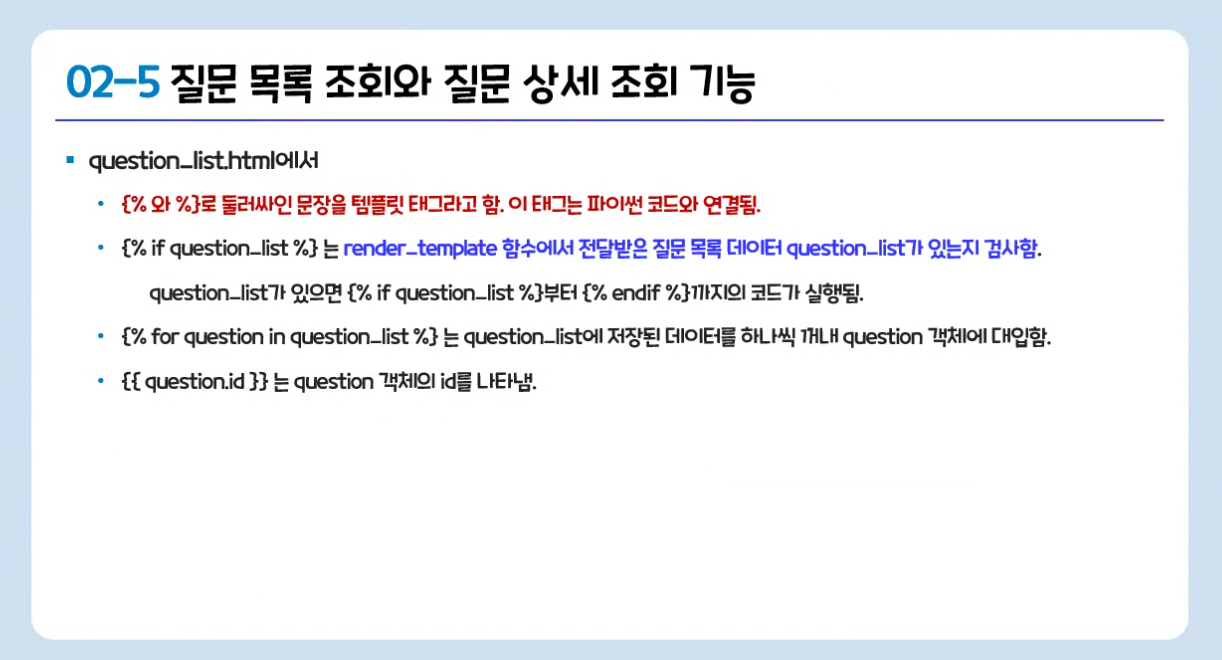 02-5 질문 목록 조회와 질문 상세 조회 기능
▪ question_list.html에서
• {% 와 %}로 둘러싸인 문장을 템플릿 태그라고 함. 이 태그는 파이썬 코드와 연결됨.
• {% if question_list %} 는 render_template 함수에서 전달받은 질문 목록 데이터 question_list가 있는지 검사함.
question_list가 있으면 {% if question_list %}부터 {% endif %}까지의 코드가 실행됨.
• {% for question in question_list %} 는 question_list에 저장된 데이터를 하나씩 꺼내 question 객체에 대입함.
• {{ question.id }} 는 question 객체의 id를 나타냄.